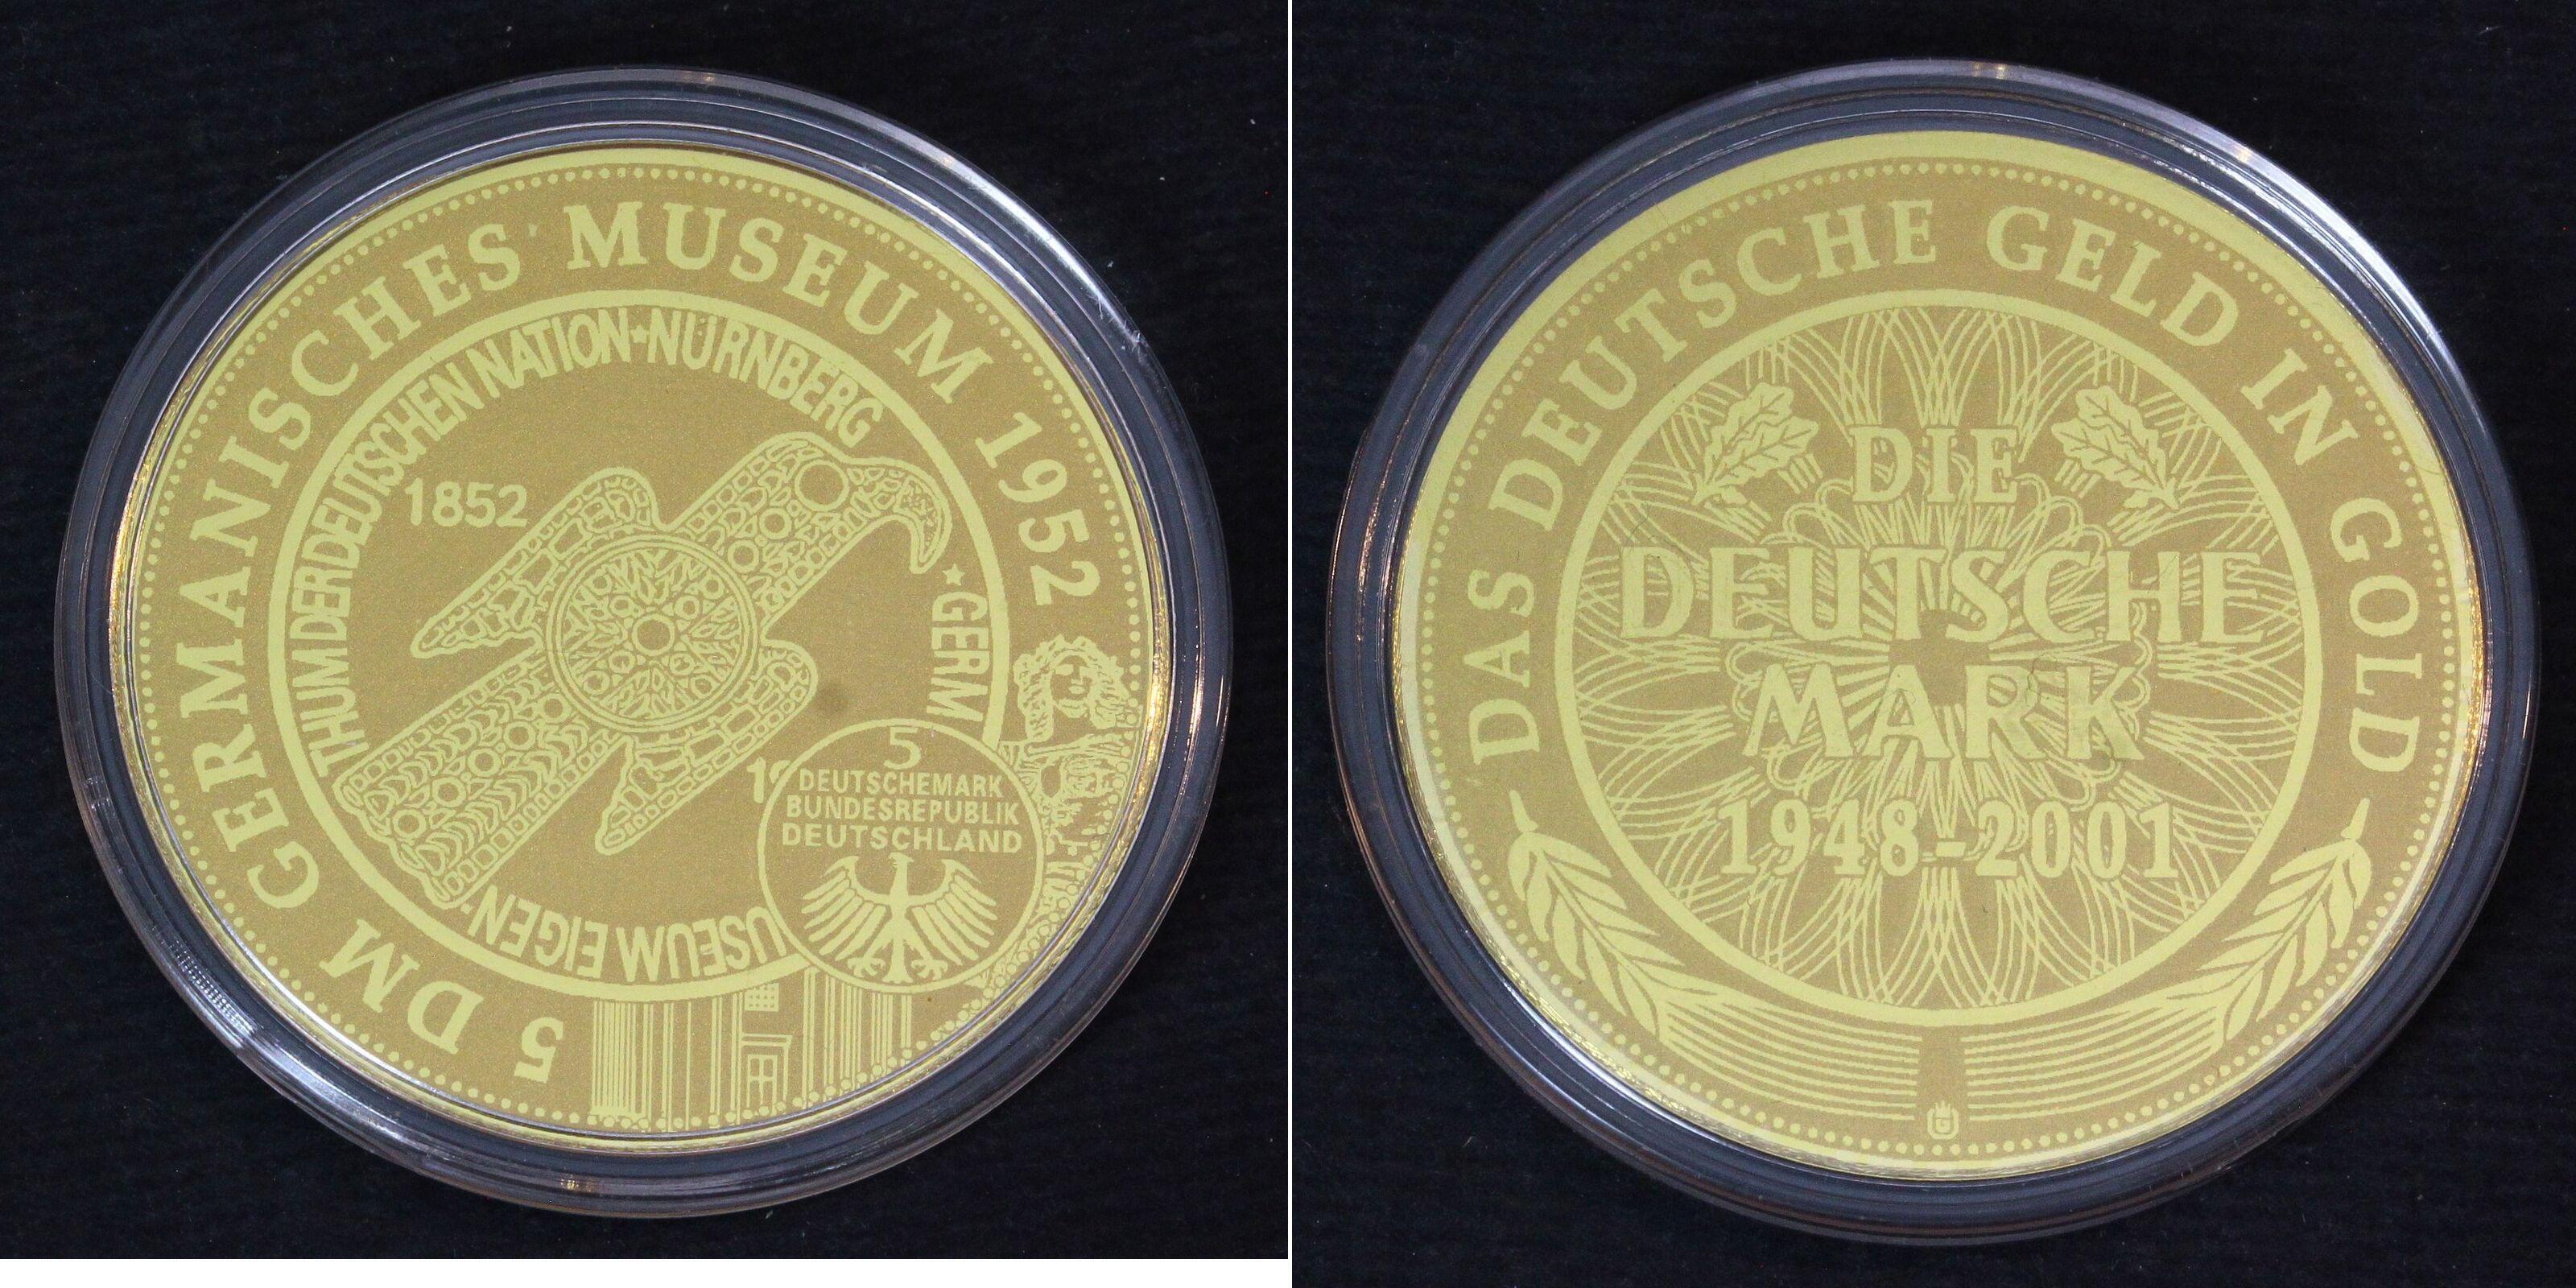 5 DM GERMANISCHES MUSEUM 1952
THUM DER DEUTSCHEN NATION NÜRNBERG
GERM
USEUM EIGEN
1852
5
DEUTSCHEMARK
BUNDESREPUBLIK
DEUTSCHLAND
DAS DEUTSCHE GELD IN GOLD
DIE
DEUTSCHE
MARK
1948-2001